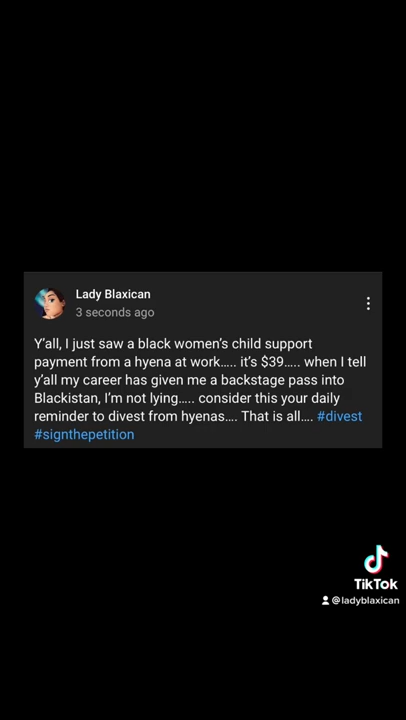 Lady Blaxican
3 seconds ago
Y'all, I just saw a black women's child support
payment from a hyena at work….. it's $39….. when I tell
y'all my career has given me a backstage pass into
Blackistan, I'm not lying….. consider this your daily
reminder to divest from hyenas…. That is all…. #divest
#signthepetition
TikTok
@ladyblaxican